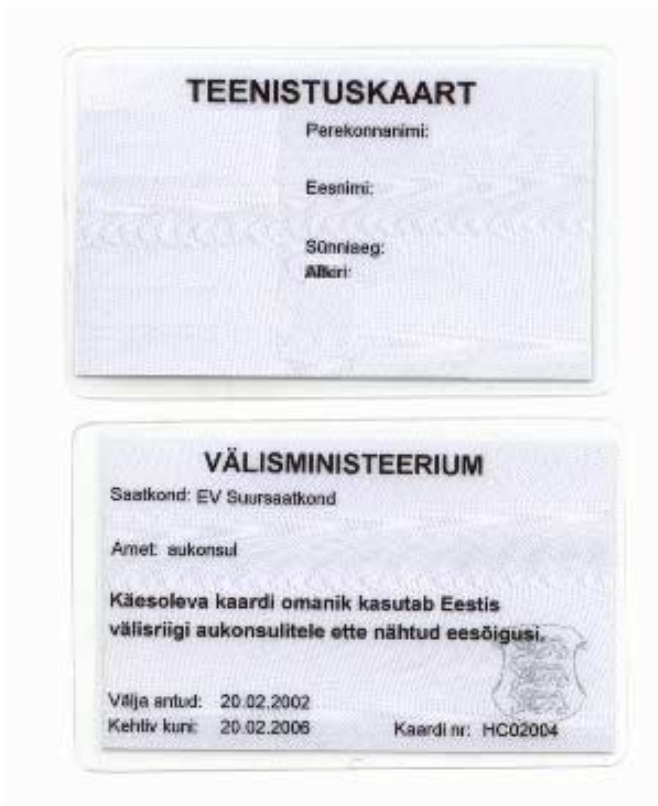 TEENISTUSKAART
Perekonnanimi:
Eesnimi:
Sünniaeg:
Allkiri:
VÄLISMINISTEERIUM
Saatkond: EV Suursaatkond
Amet: aukonsul
Käesoleva kaardi omanik kasutab Eestis
välisriigi aukonsulitele ette nähtud eesõigusi.
Välja antud: 20.02.2002
Kehtiv kuni: 20.02.2006
Kaardi nr: HC02004